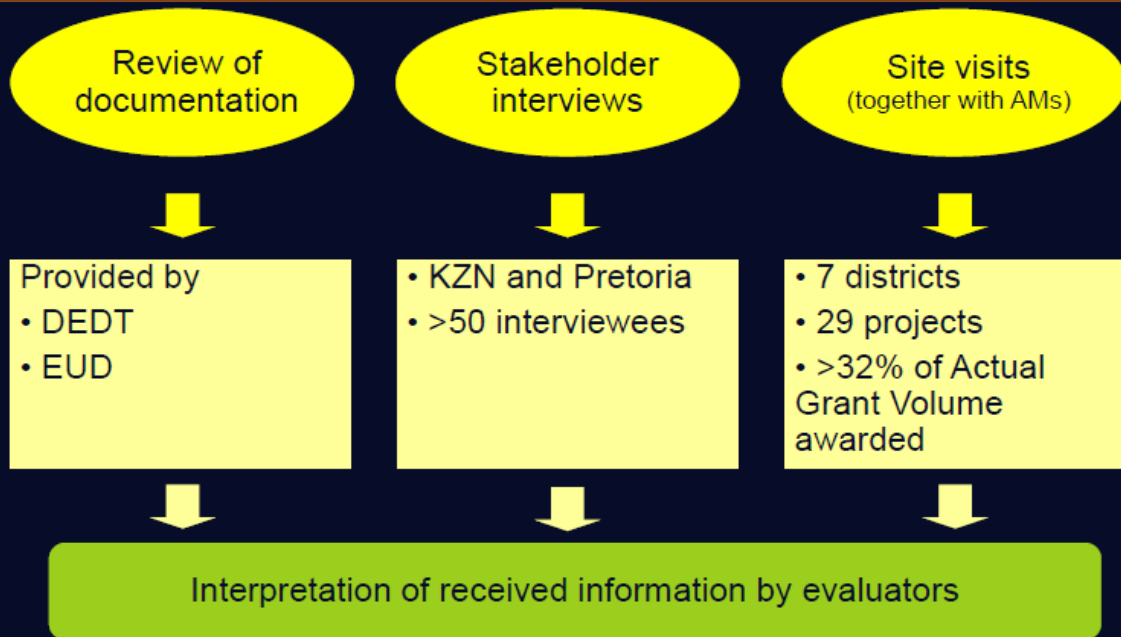 Review of
documentation
Stakeholder
interviews
Site visits
(together with AMs)
Provided by
• DEDT
• EUD
• KZN and Pretoria
• >50 interviewees
• 7 districts
• 29 projects
• >32% of Actual
Grant Volume
awarded
Interpretation of received information by evaluators